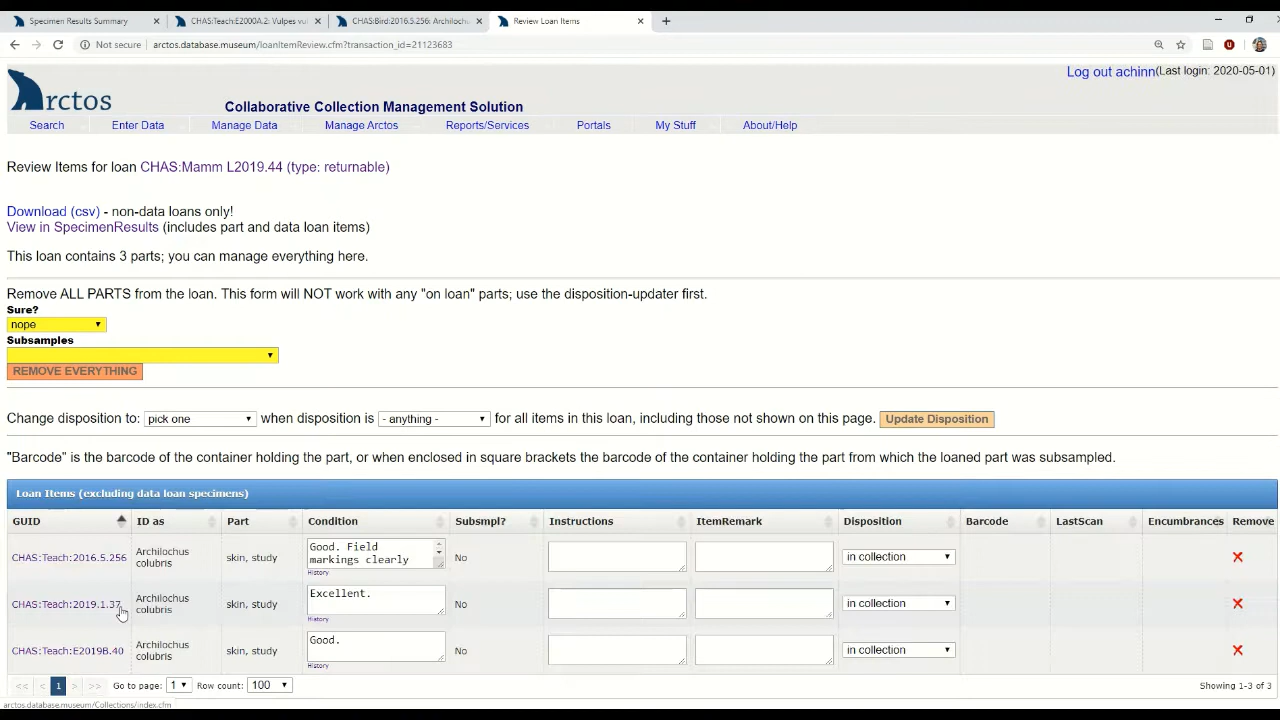 Specimen Results Summary
CHAS:Teach:E2000A.2: Vulpes vu
CHAS:Bird:2016.5.256: Archilochu
Review Loan Items
Not secure
arctos.database.museum/loanItemReview.cfm?transaction_id=21123683
Arctos
Log out achinn(Last login: 2020-05-01)
Collaborative Collection Management Solution
Search Enter Data Manage Data Manage Arctos Reports/Services Portals My Stuff About/Help
Review Items for loan CHAS:Mamm L2019.44 (type: returnable)
Download (csv) - non-data loans only!
View in SpecimenResults (includes part and data loan items)
This loan contains 3 parts; you can manage everything here.
Remove ALL PARTS from the loan. This form will NOT work with any "on loan" parts; use the disposition-updater first.
Sure?
nope
Subsamples
REMOVE EVERYTHING
Change disposition to: pick one when disposition is - anything - for all items in this loan, including those not shown on this page. Update Disposition
"Barcode" is the barcode of the container holding the part, or when enclosed in square brackets the barcode of the container holding the part from which the loaned part was subsampled.
Loan Items (excluding data loan specimens)
GUID ID as Part Condition Subsmpl? Instructions ItemRemark Disposition Barcode LastScan Encumbrances Remove
CHAS:Teach:2016.5.256 Archilochus colubris skin, study Good. Field markings clearly No in collection
History
CHAS:Teach:2019.1.37 Archilochus colubris skin, study Excellent. No in collection
History
CHAS:Teach:E2019B.40 Archilochus colubris skin, study Good. No in collection
History
<< < 1 > >> Go to page: 1 Row count: 100 Showing 1-3 of 3
arctos.database.museum/Collections/index.cfm